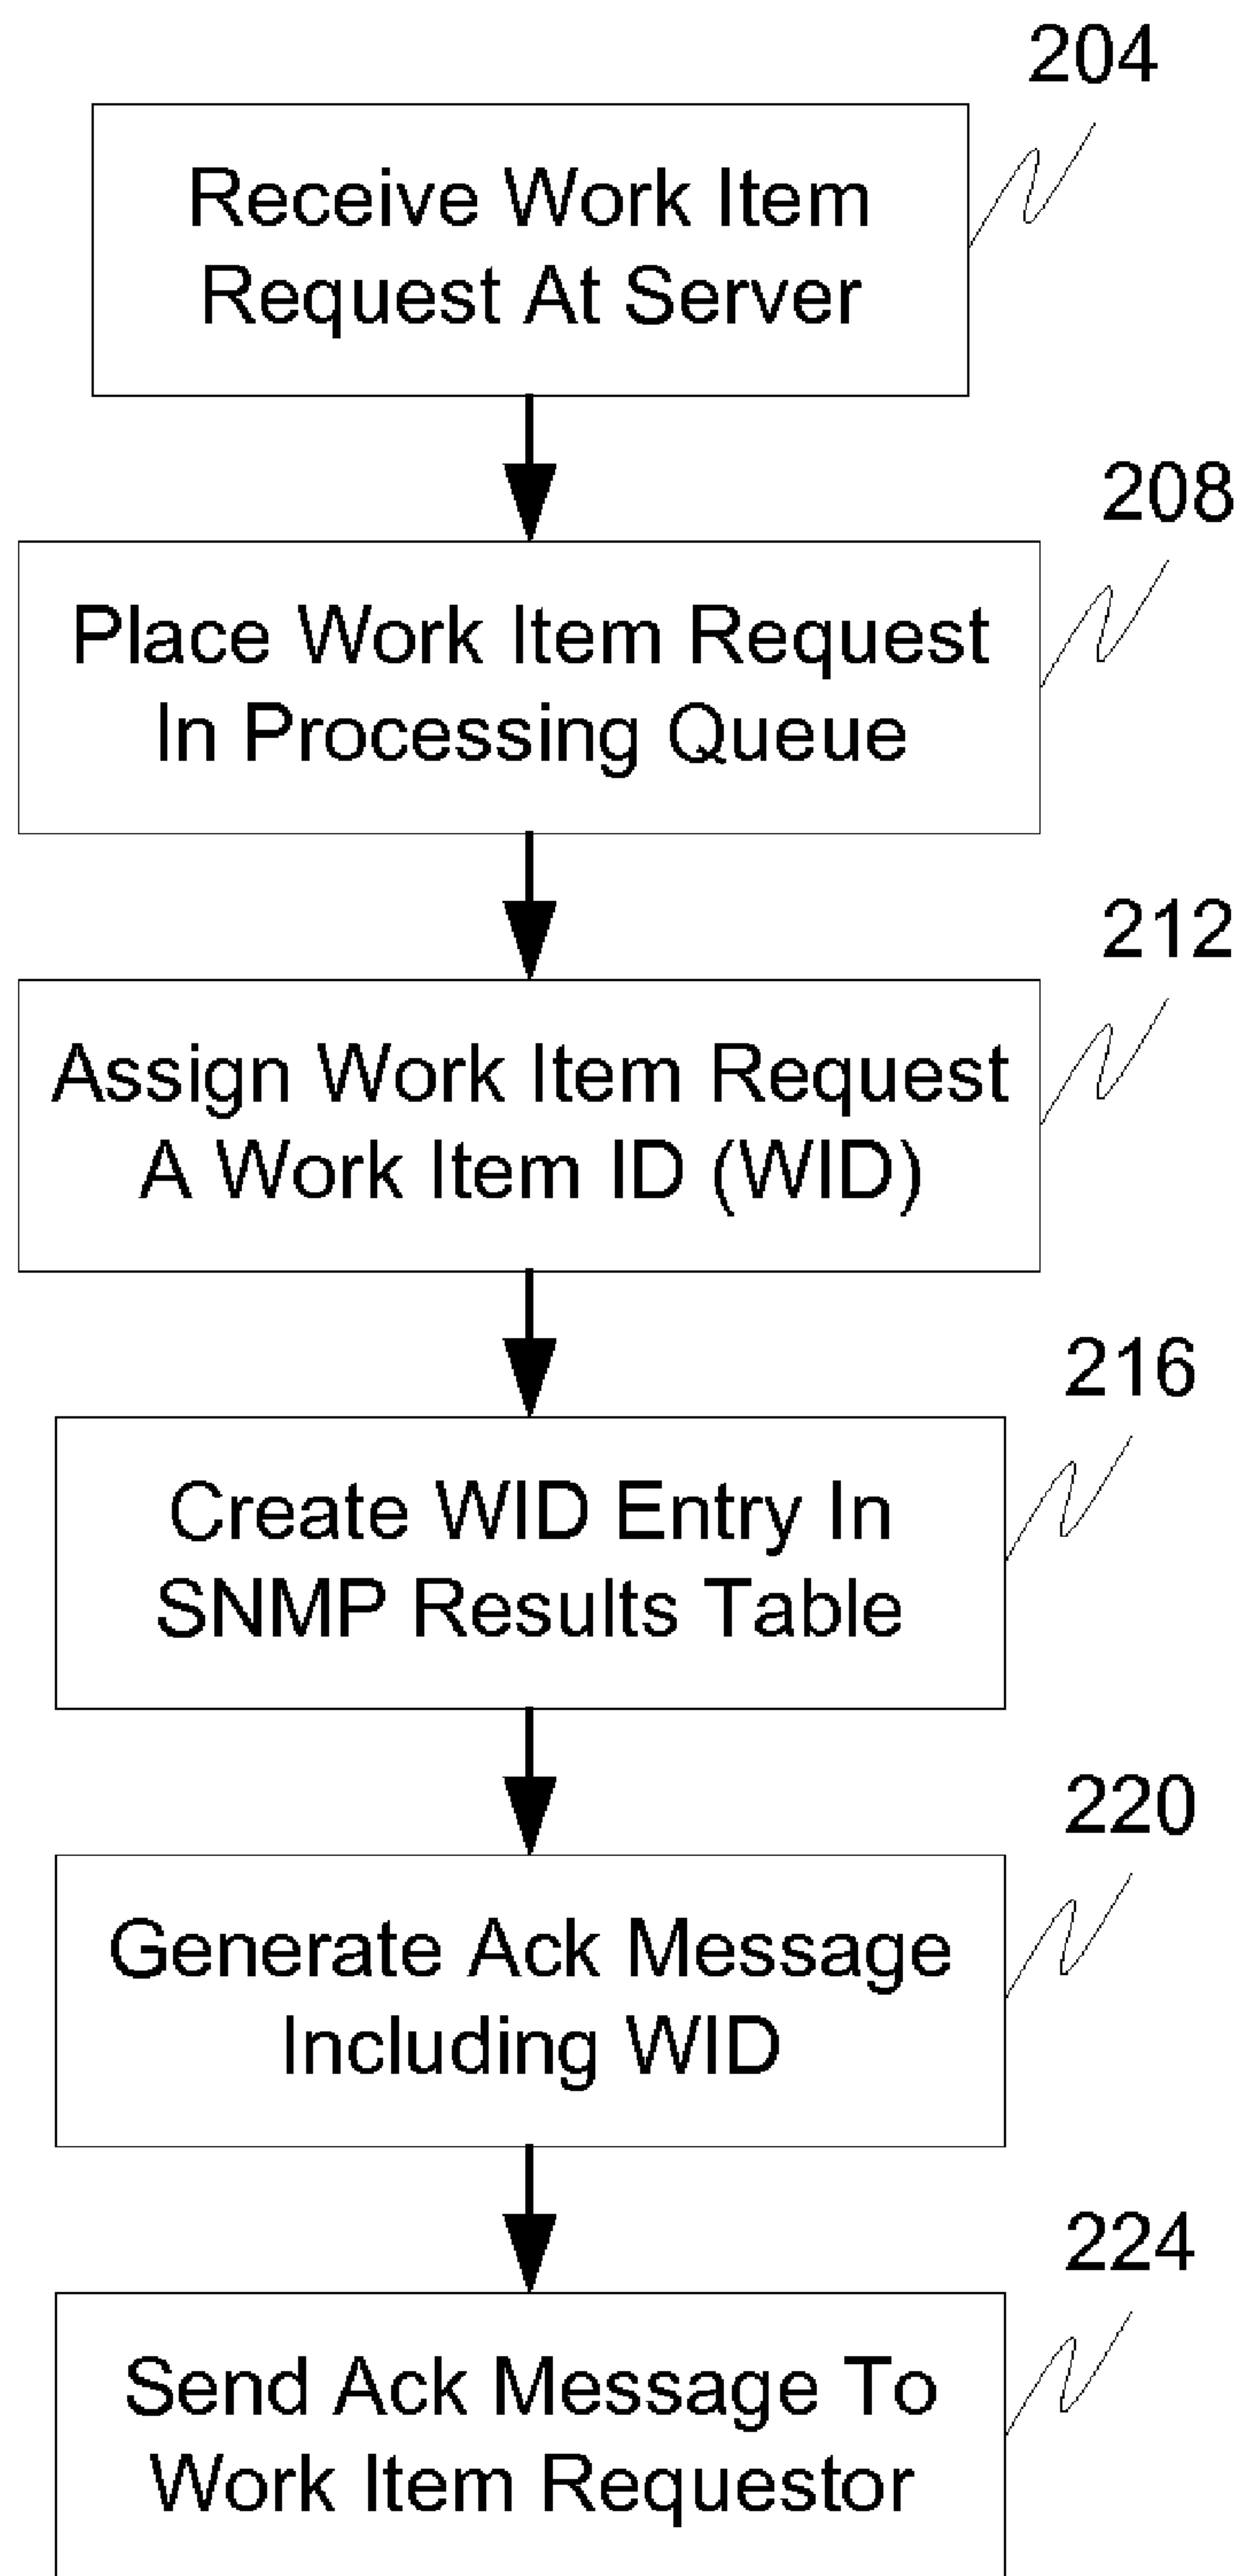 204
Receive Work Item
Request At Server
208
Place Work Item Request
In Processing Queue
212
Assign Work Item Request
A Work Item ID (WID)
216
Create WID Entry In
SNMP Results Table
220
Generate Ack Message
Including WID
224
Send Ack Message To
Work Item Requestor